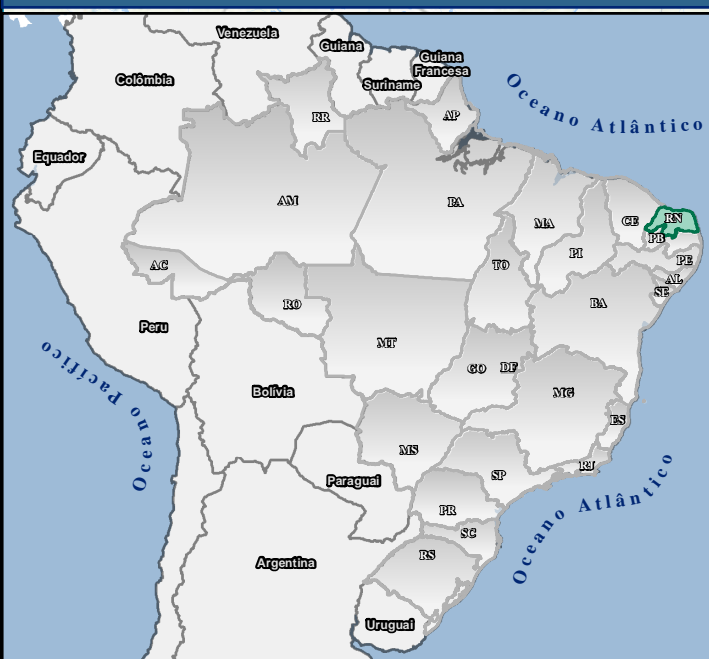 Venezuela
Guiana
Guiana
Francesa
Colômbia
Suriname
Oceano Atlântico
RR
AP
Equador
AM
PA
MA
CE
RN
PB
PI
PE
AC
TO
AL
SE
RO
BA
Peru
MT
GO
DF
Oceano Pacífico
Bolívia
MG
ES
MS
RJ
Paraguai
SP
Oceano Atlântico
PR
SC
RS
Argentina
Uruguai